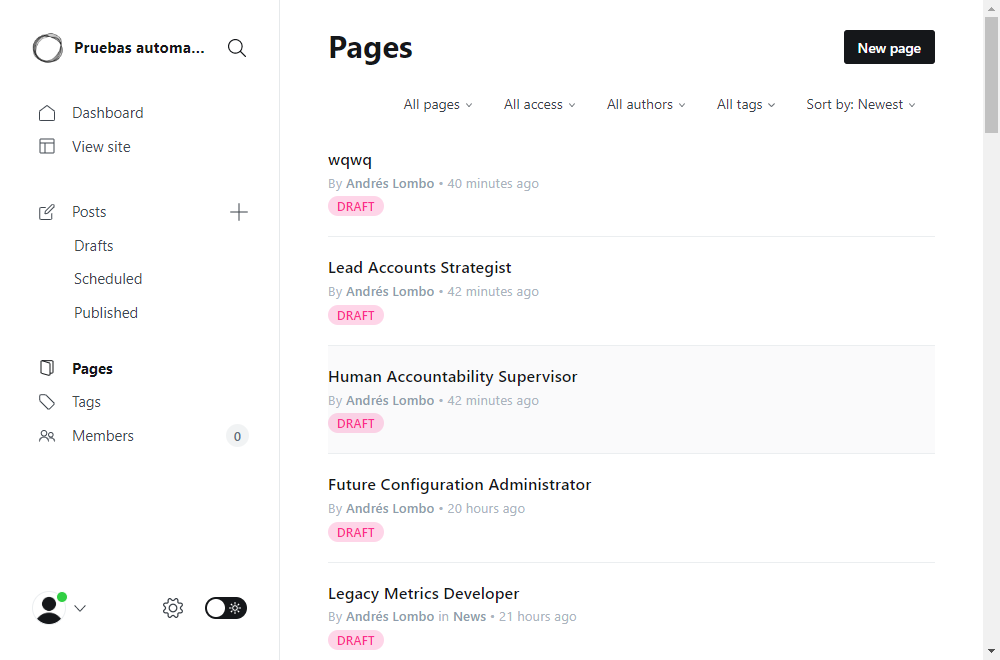 Pruebas automa...
Dashboard
View site
Posts
Drafts
Scheduled
Published
Pages
Tags
Members
0
Pages
New page
All pages
All access
All authors
All tags
Sort by: Newest
wqwq
By Andrés Lombo • 40 minutes ago
DRAFT
Lead Accounts Strategist
By Andrés Lombo • 42 minutes ago
DRAFT
Human Accountability Supervisor
By Andrés Lombo • 42 minutes ago
DRAFT
Future Configuration Administrator
By Andrés Lombo • 20 hours ago
DRAFT
Legacy Metrics Developer
By Andrés Lombo in News • 21 hours ago
DRAFT